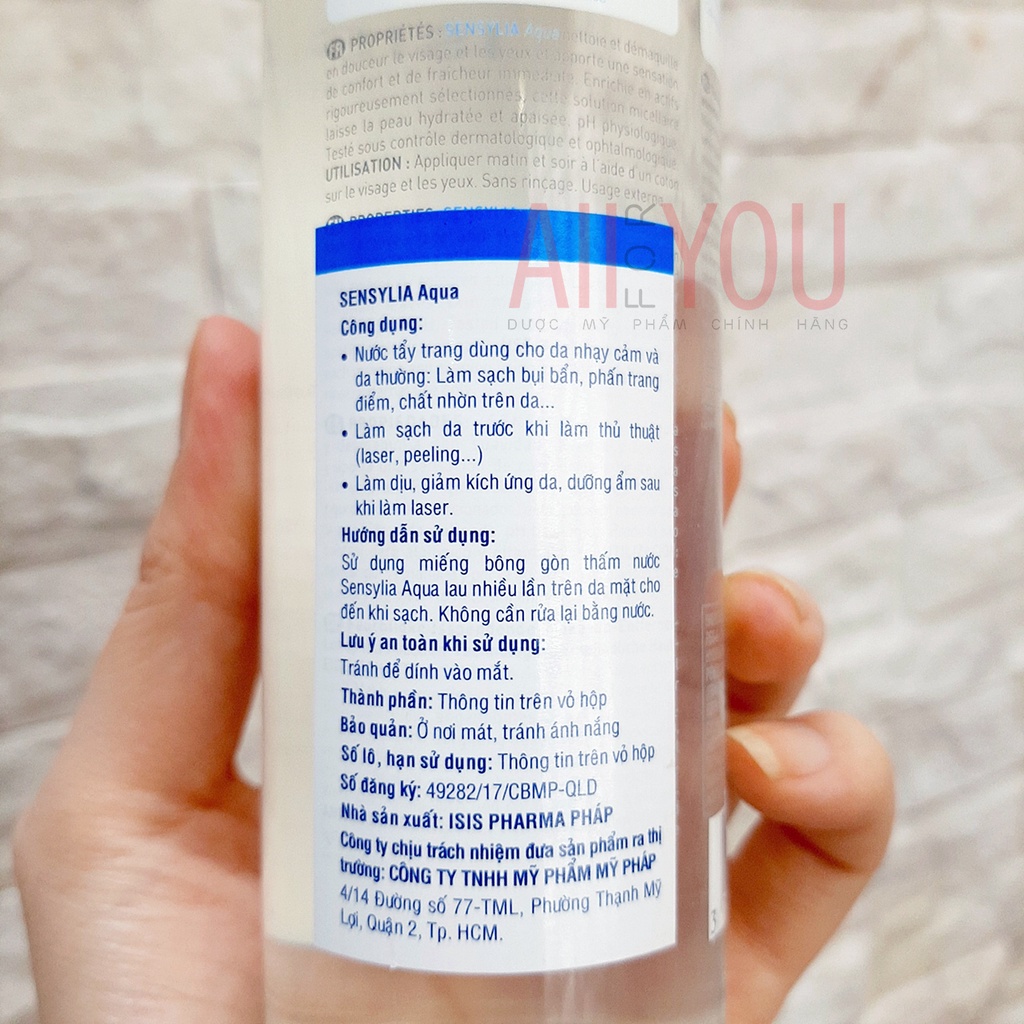 FR PROPRIÉTÉS : SENSYLIA Aqua nettoie et démaquille
en douceur le visage et les yeux et apporte une sensation
de confort et de fraîcheur immédiate. Enrichie en actifs
rigoureusement sélectionnés, cette solution micellaire
laisse la peau hydratée et apaisée. pH physiologique.
Testé sous contrôle dermatologique et ophtalmologique.
UTILISATION : Appliquer matin et soir à l'aide d'un coton
sur le visage et les yeux. Sans rinçage. Usage externe.
PROPERTIES SENSYLIA
All FOR YOU
DƯỢC MỸ PHẨM CHÍNH HÃNG
SENSYLIA Aqua
Công dụng:
• Nước tẩy trang dùng cho da nhạy cảm và
da thường: Làm sạch bụi bẩn, phấn trang
điểm, chất nhờn trên da...
• Làm sạch da trước khi làm thủ thuật
(laser, peeling...)
• Làm dịu, giảm kích ứng da, dưỡng ẩm sau
khi làm laser.
Hướng dẫn sử dụng:
Sử dụng miếng bông gòn thấm nước
Sensylia Aqua lau nhiều lần trên da mặt cho
đến khi sạch. Không cần rửa lại bằng nước.
Lưu ý an toàn khi sử dụng:
Tránh để dính vào mắt.
Thành phần: Thông tin trên vỏ hộp
Bảo quản: Ở nơi mát, tránh ánh nắng
Số lô, hạn sử dụng: Thông tin trên vỏ hộp
Số đăng ký: 49282/17/CBMP-QLD
Nhà sản xuất: ISIS PHARMA PHÁP
Công ty chịu trách nhiệm đưa sản phẩm ra thị
trường: CÔNG TY TNHH MỸ PHẨM MỸ PHÁP
4/14 Đường số 77-TML, Phường Thạnh Mỹ
Lợi, Quận 2, Tp. HCM.
3